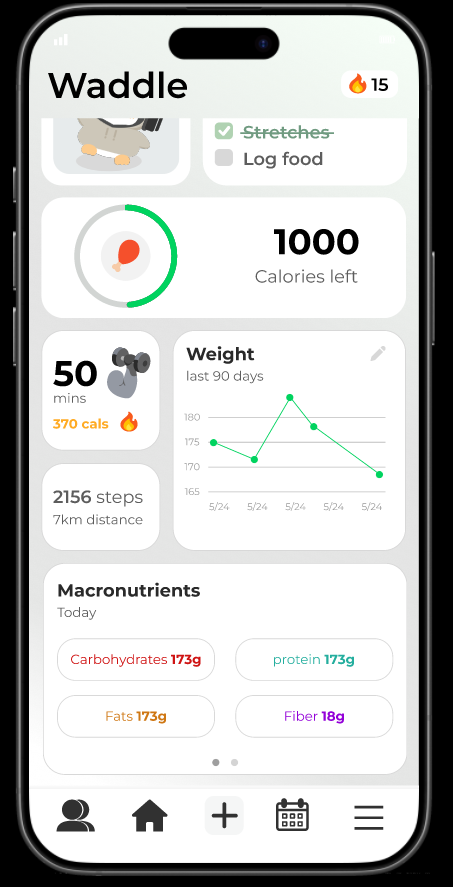 Waddle
🔥 15
Stretches
Log food
1000
Calories left
50
mins
370 cals 🔥
Weight
last 90 days
180
175
170
165
5/24 5/24 5/24 5/24 5/24
2156 steps
7km distance
Macronutrients
Today
Carbohydrates 173g
protein 173g
Fats 173g
Fiber 18g